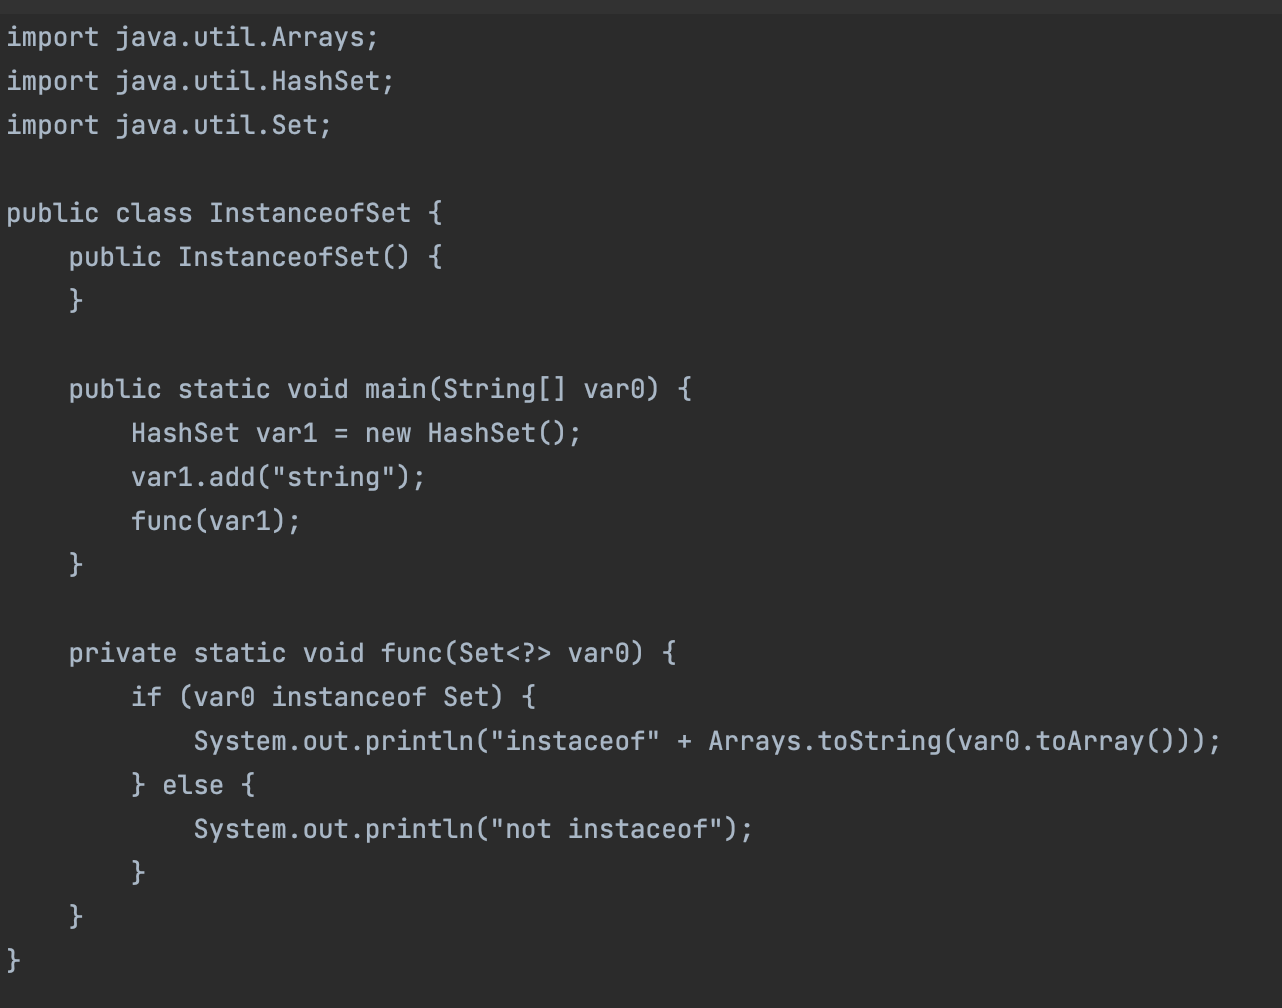 import java.util.Arrays;
import java.util.HashSet;
import java.util.Set;

public class InstanceofSet {
    public InstanceofSet() {
    }

    public static void main(String[] var0) {
        HashSet var1 = new HashSet();
        var1.add("string");
        func(var1);
    }

    private static void func(Set<?> var0) {
        if (var0 instanceof Set) {
            System.out.println("instaceof" + Arrays.toString(var0.toArray()));
        } else {
            System.out.println("not instaceof");
        }
    }
}